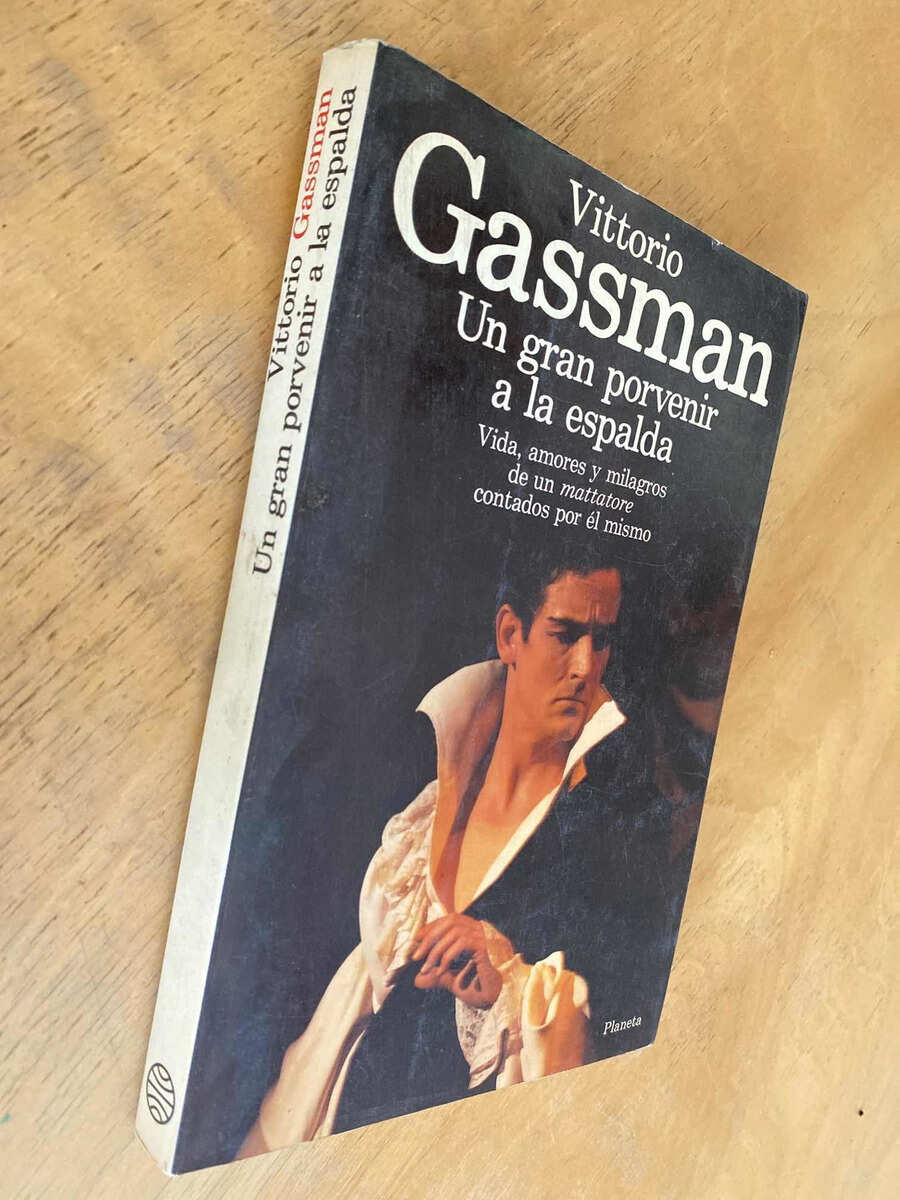 Vittorio Gassman
Un gran porvenir a la espalda
Vittorio
Gassman
Un gran porvenir
a la espalda
Vida, amores y milagros
de un mattatore
contados por él mismo
Planeta